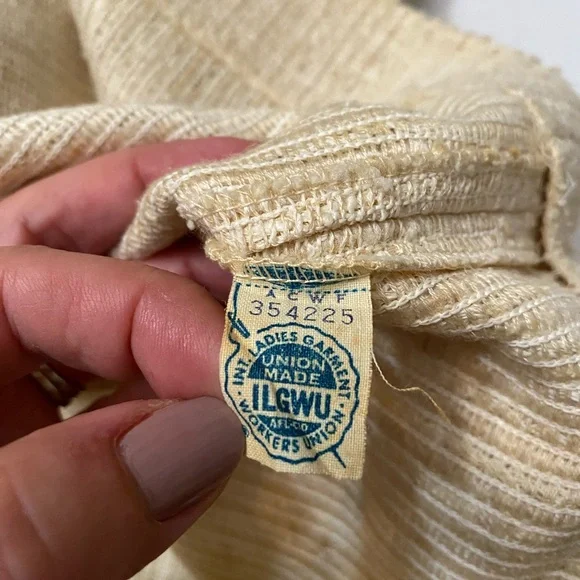 ACWF
354225
INT. LADIES GARMENT
UNION
MADE
ILGWU
AFL-CIO
WORKERS UNION
®